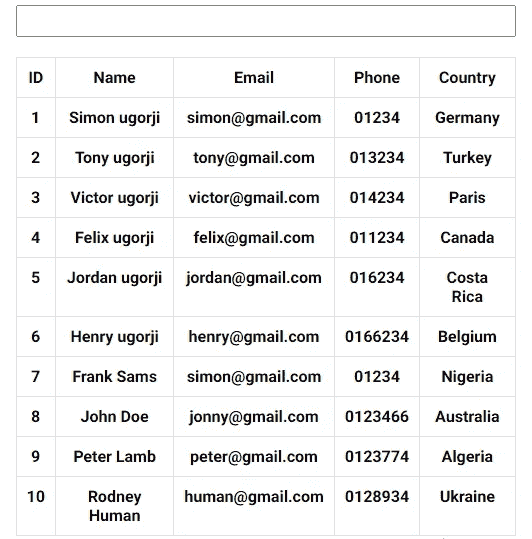 ID Name Email Phone Country
1 Simon ugorji simon@gmail.com 01234 Germany
2 Tony ugorji tony@gmail.com 013234 Turkey
3 Victor ugorji victor@gmail.com 014234 Paris
4 Felix ugorji felix@gmail.com 011234 Canada
5 Jordan ugorji jordan@gmail.com 016234 Costa
Rica
6 Henry ugorji henry@gmail.com 0166234 Belgium
7 Frank Sams simon@gmail.com 01234 Nigeria
8 John Doe jonny@gmail.com 0123466 Australia
9 Peter Lamb peter@gmail.com 0123774 Algeria
10 Rodney human@gmail.com 0128934 Ukraine
Human